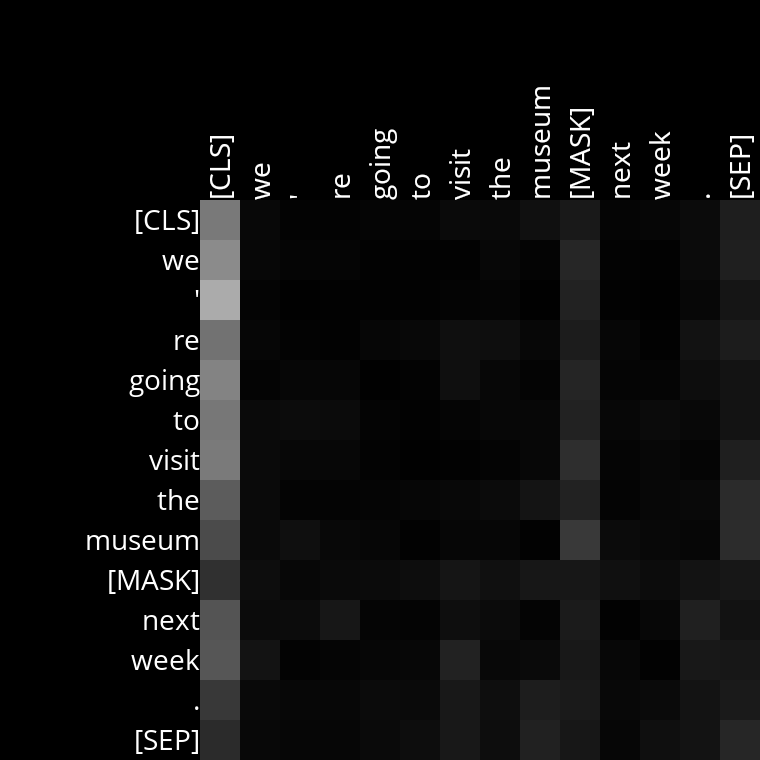 [CLS] we ' re going to visit the museum [MASK] next week . [SEP]
[CLS]
we
'
re
going
to
visit
the
museum
[MASK]
next
week
.
[SEP]